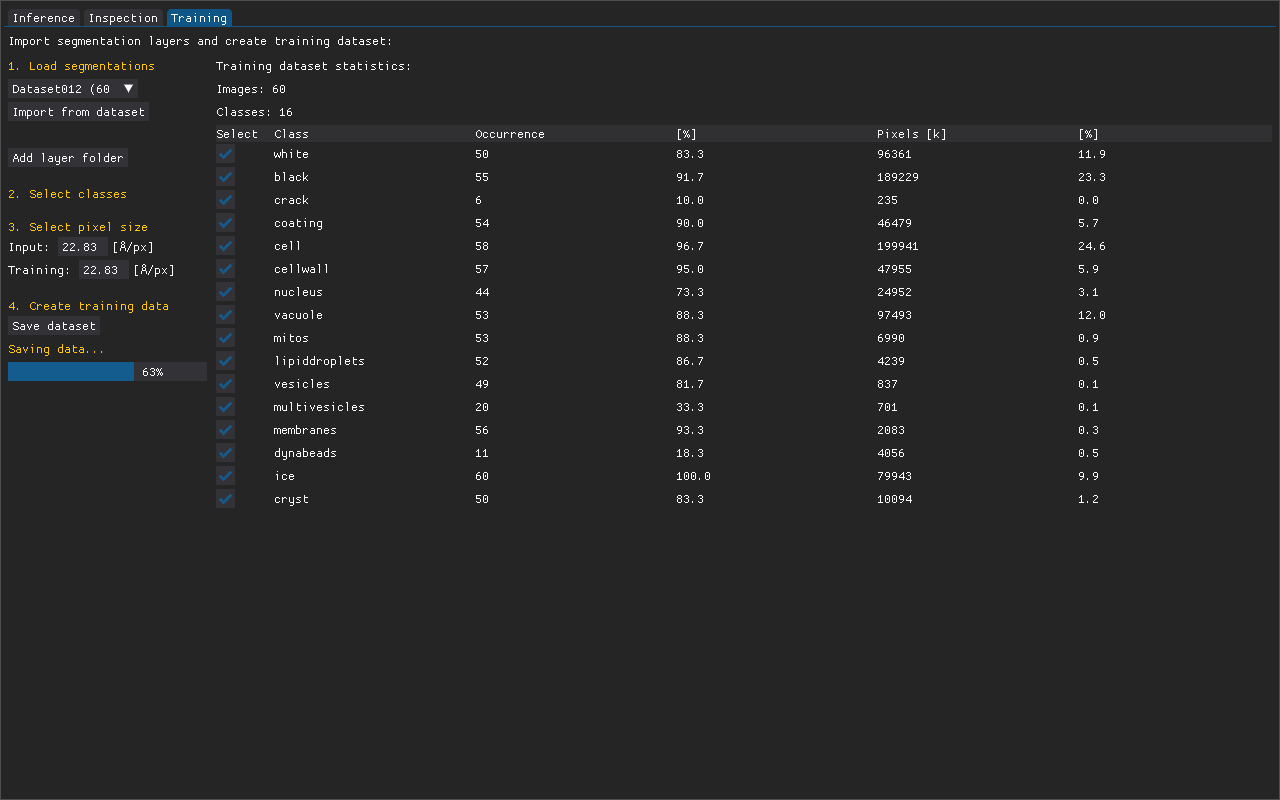 Inference Inspection Training
Import segmentation layers and create training dataset:
1. Load segmentations
Dataset012 (60
Import from dataset
Add layer folder
2. Select classes
3. Select pixel size
Input: 22.83 [Å/px]
Training: 22.83 [Å/px]
4. Create training data
Save dataset
Saving data...
63%
Training dataset statistics:
Images: 60
Classes: 16
Select Class Occurrence [%] Pixels [k] [%]
white 50 83.3 96361 11.9
black 55 91.7 189229 23.3
crack 6 10.0 235 0.0
coating 54 90.0 46479 5.7
cell 58 96.7 199941 24.6
cellwall 57 95.0 47955 5.9
nucleus 44 73.3 24952 3.1
vacuole 53 88.3 97493 12.0
mitos 53 88.3 6990 0.9
lipiddroplets 52 86.7 4239 0.5
vesicles 49 81.7 837 0.1
multivesicles 20 33.3 701 0.1
membranes 56 93.3 2083 0.3
dynabeads 11 18.3 4056 0.5
ice 60 100.0 79943 9.9
cryst 50 83.3 10094 1.2